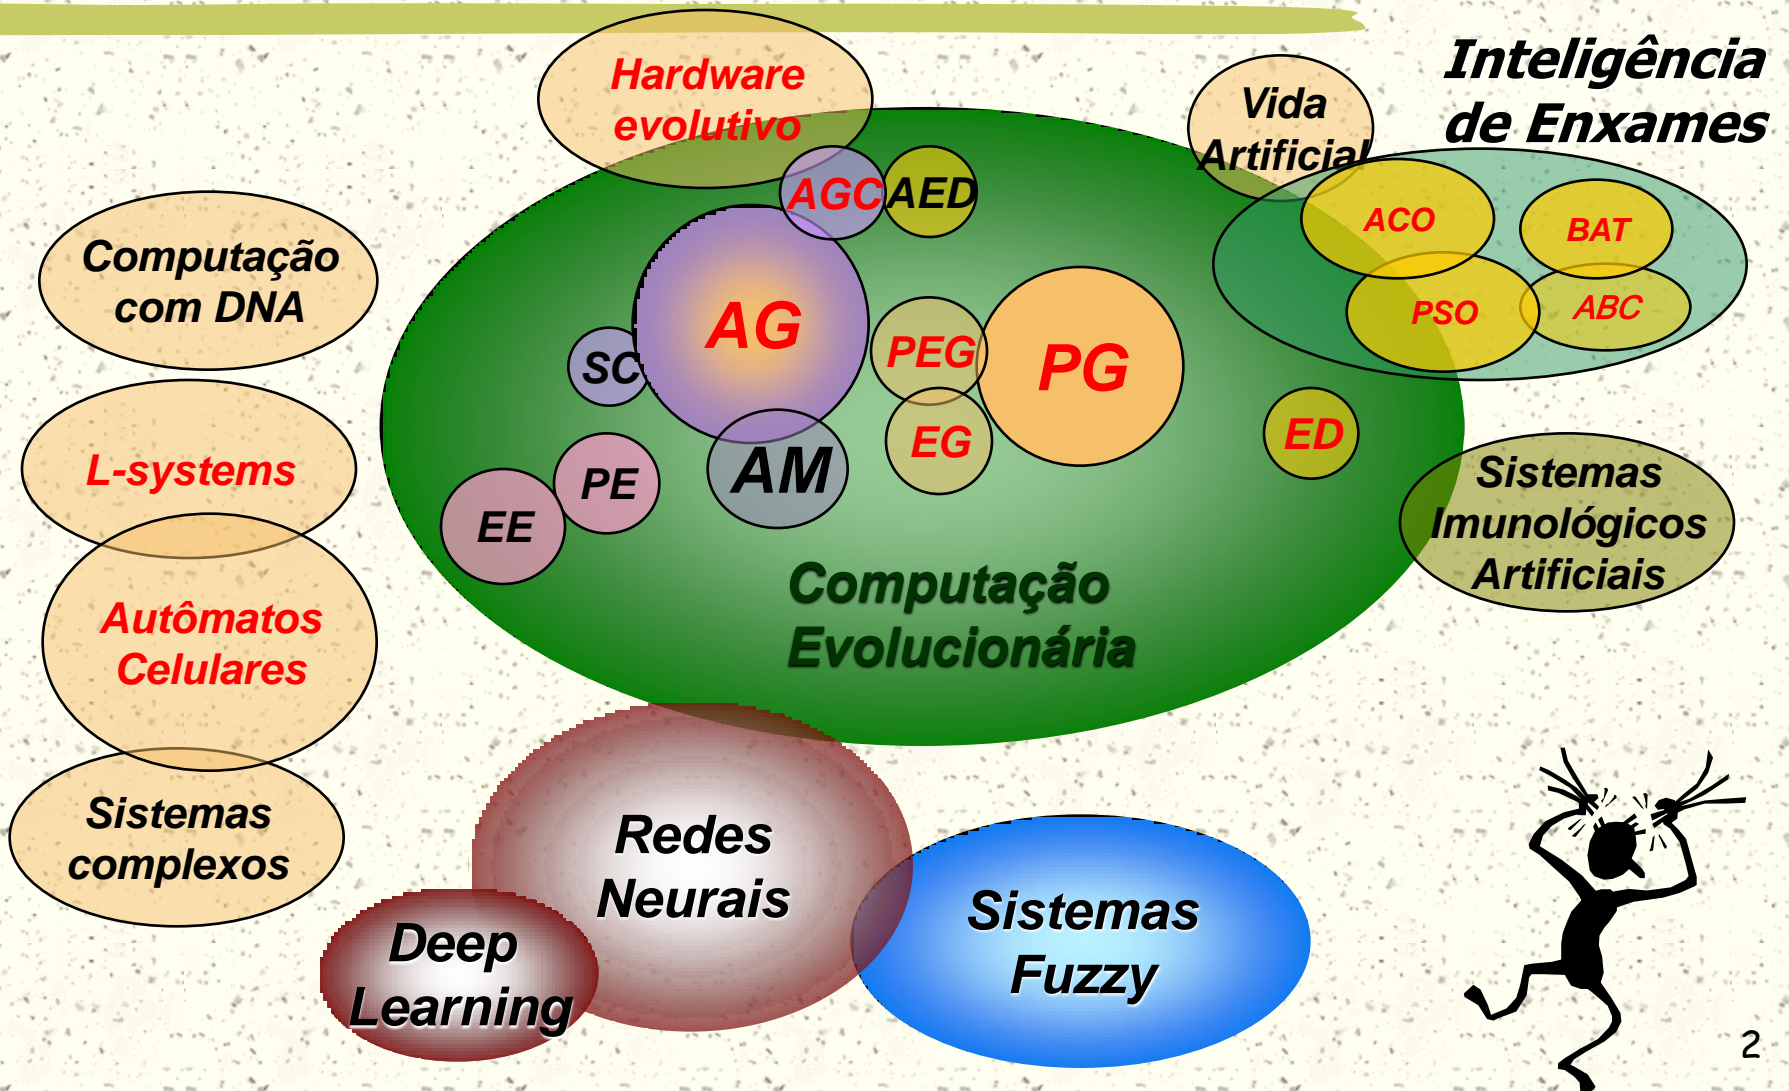 Hardware
evolutivo
Vida
Artificial
Inteligência
de Enxames
AGC
AED
ACO
BAT
PSO
ABC
Computação
com DNA
AG
SC
PEG
PG
EG
ED
AM
PE
EE
L-systems
Sistemas
Imunológicos
Artificiais
Computação
Evolucionária
Autômatos
Celulares
Sistemas
complexos
Redes
Neurais
Deep
Learning
Sistemas
Fuzzy
2